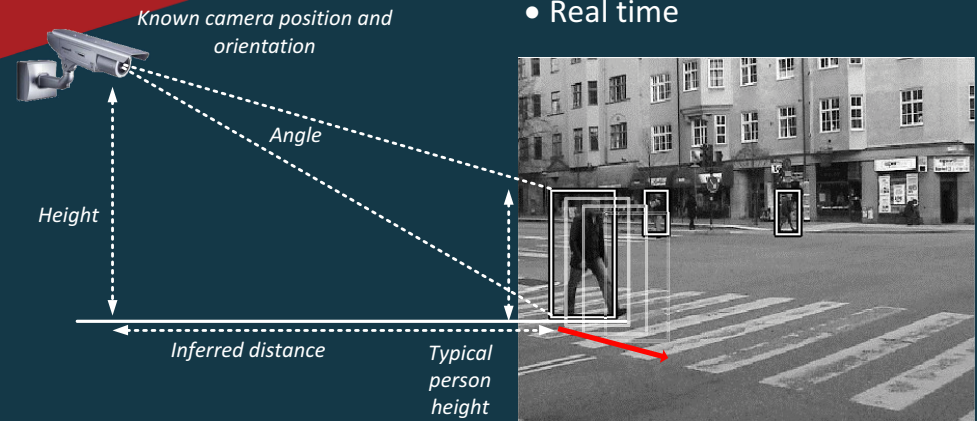 Known camera position and
orientation
• Real time
Angle
Height
Inferred distance
Typical
person
height